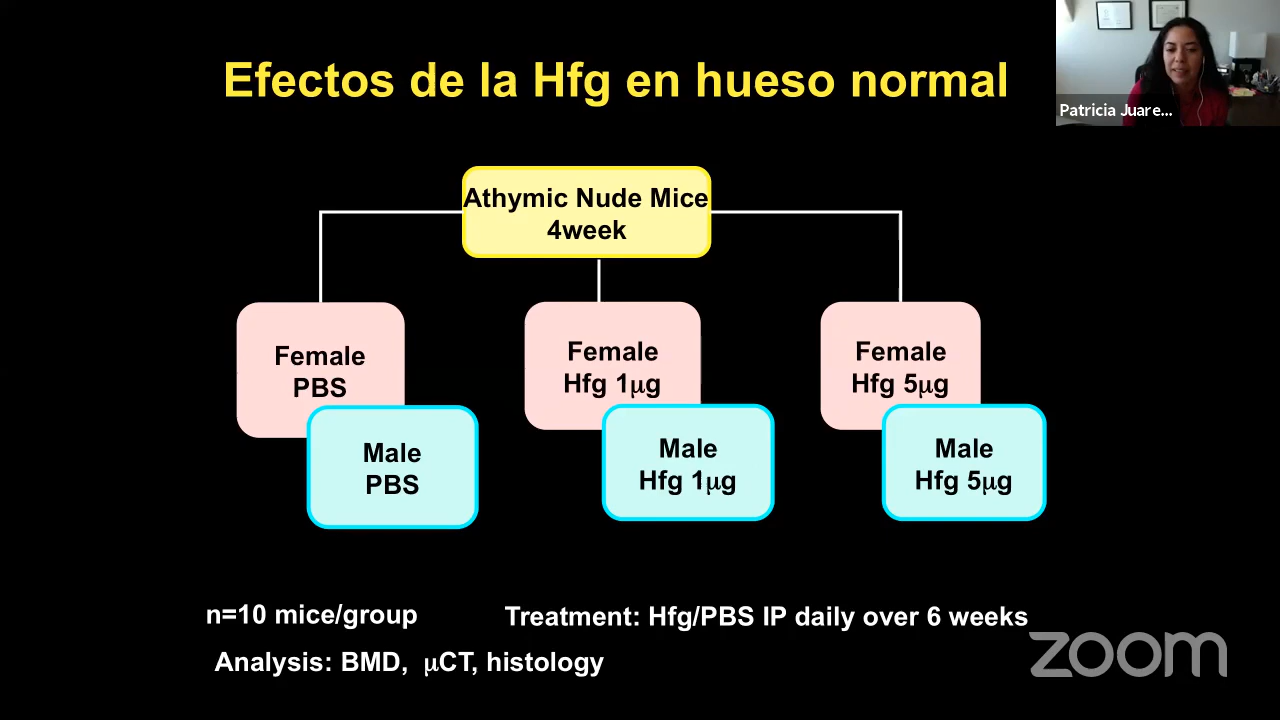 Efectos de la Hfg en hueso normal
Patricia Juare...
Athymic Nude Mice
4week
Female
PBS
Female
Hfg 1μg
Female
Hfg 5μg
Male
PBS
Male
Hfg 1μg
Male
Hfg 5μg
n=10 mice/group
Treatment: Hfg/PBS IP daily over 6 weeks
Analysis: BMD, μCT, histology
zoom